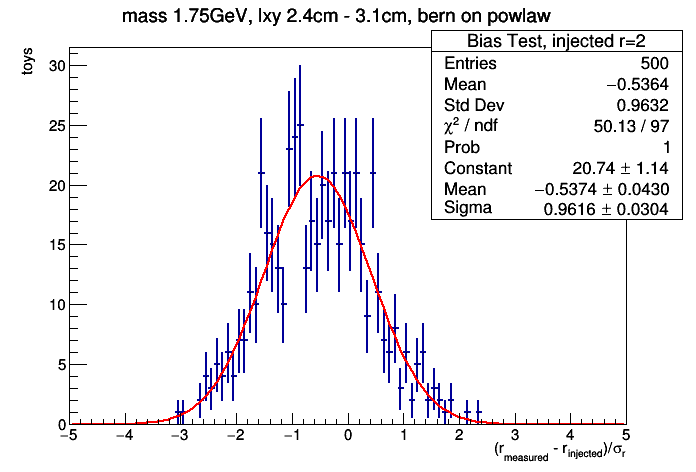 mass 1.75GeV, lxy 2.4cm - 3.1cm, bern on powlaw
toys
Bias Test, injected r=2
Entries 500
Mean −0.5364
Std Dev 0.9632
χ² / ndf 50.13 / 97
Prob 1
Constant 20.74 ± 1.14
Mean −0.5374 ± 0.0430
Sigma 0.9616 ± 0.0304
30
25
20
15
10
5
0
−5 −4 −3 −2 −1 0 1 2 3 4 5
(r_measured - r_injected)/σ_r